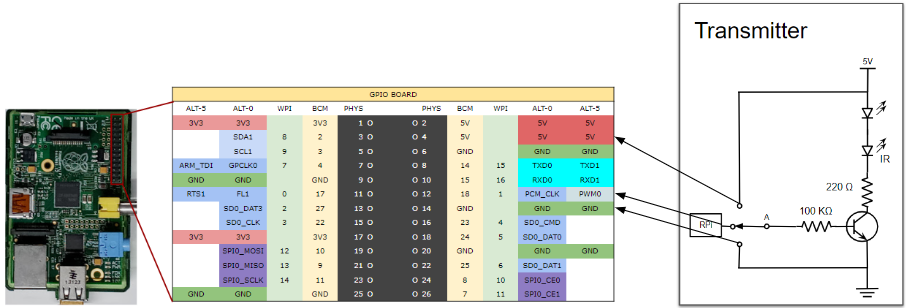 Transmitter
5V
IR
220 Ω
100 KΩ
A
RPI
GPIO BOARD
ALT-5 ALT-0 WPI BCM PHYS PHYS BCM WPI ALT-0 ALT-5
3V3 3V3 3V3 1 O O 2 5V 5V 5V
SDA1 8 2 3 O O 4 5V 5V 5V
SCL1 9 3 5 O O 6 GND GND GND
ARM_TDI GPCLK0 7 4 7 O O 8 14 15 TXD0 TXD1
GND GND GND 9 O O 10 15 16 RXD0 RXD1
RTS1 FL1 0 17 11 O O 12 18 1 PCM_CLK PWM0
SD0_DAT3 2 27 13 O O 14 GND GND GND
SD0_CLK 3 22 15 O O 16 23 4 SD0_CMD
3V3 3V3 3V3 17 O O 18 24 5 SD0_DAT0
SPI0_MOSI 12 10 19 O O 20 GND GND GND
SPI0_MISO 13 9 21 O O 22 25 6 SD0_DAT1
SPI0_SCLK 14 11 23 O O 24 8 10 SPI0_CE0
GND GND GND 25 O O 26 7 11 SPI0_CE1